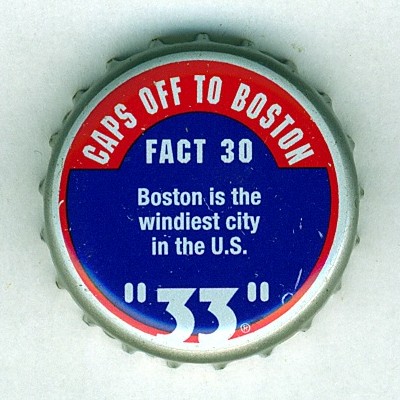 CAPS OFF TO BOSTON
FACT 30
Boston is the
windiest city
in the U.S.
"33"®